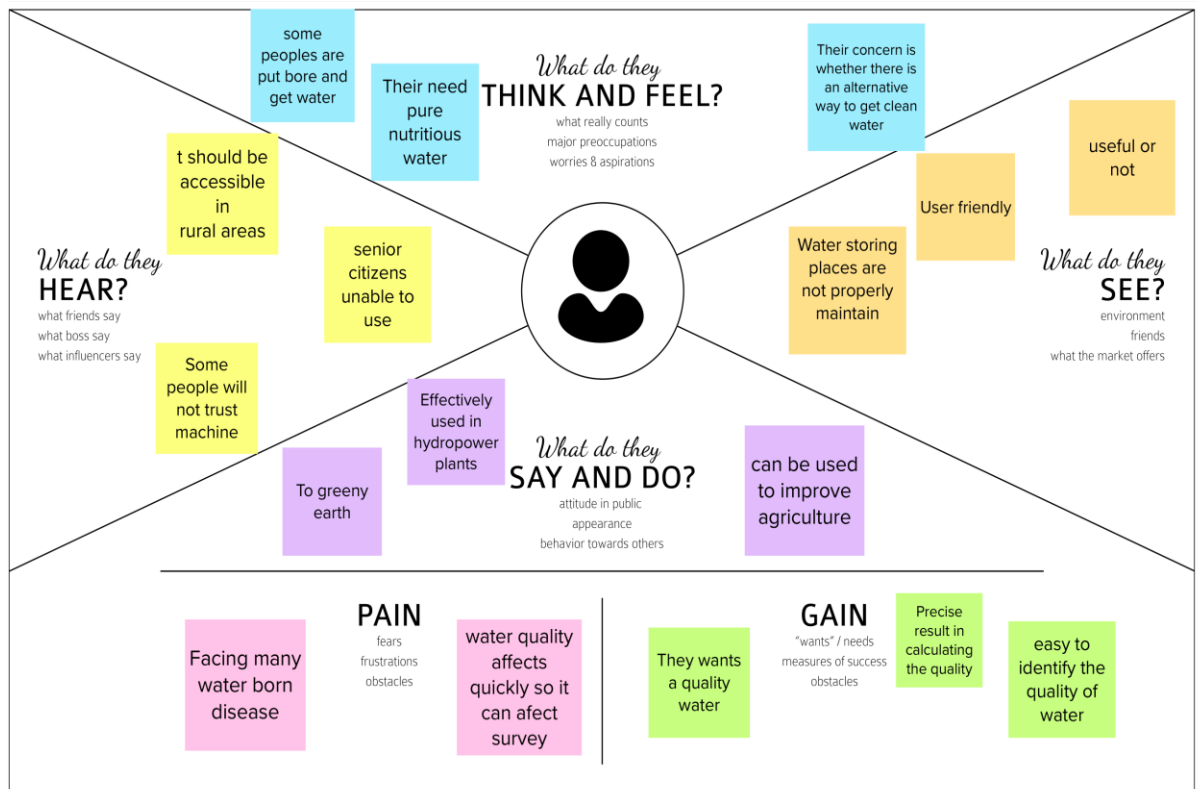 some
peoples are
put bore and
get water
Their need
pure
nutritious
water
What do they
THINK AND FEEL?
what really counts
major preoccupations
worries & aspirations
Their concern is
whether there is
an alternative
way to get clean
water
t should be
accessible
in
rural areas
senior
citizens
unable to
use
What do they
HEAR?
what friends say
what boss say
what influencers say
Some
people will
not trust
machine
useful or
not
User friendly
Water storing
places are
not properly
maintain
What do they
SEE?
environment
friends
what the market offers
Effectively
used in
hydropower
plants
To greeny
earth
What do they
SAY AND DO?
attitude in public
appearance
behavior towards others
can be used
to improve
agriculture
PAIN
fears
frustrations
obstacles
Facing many
water born
disease
water quality
affects
quickly so it
can afect
survey
GAIN
"wants" / needs
measures of success
obstacles
They wants
a quality
water
Precise
result in
calculating
the quality
easy to
identify the
quality of
water